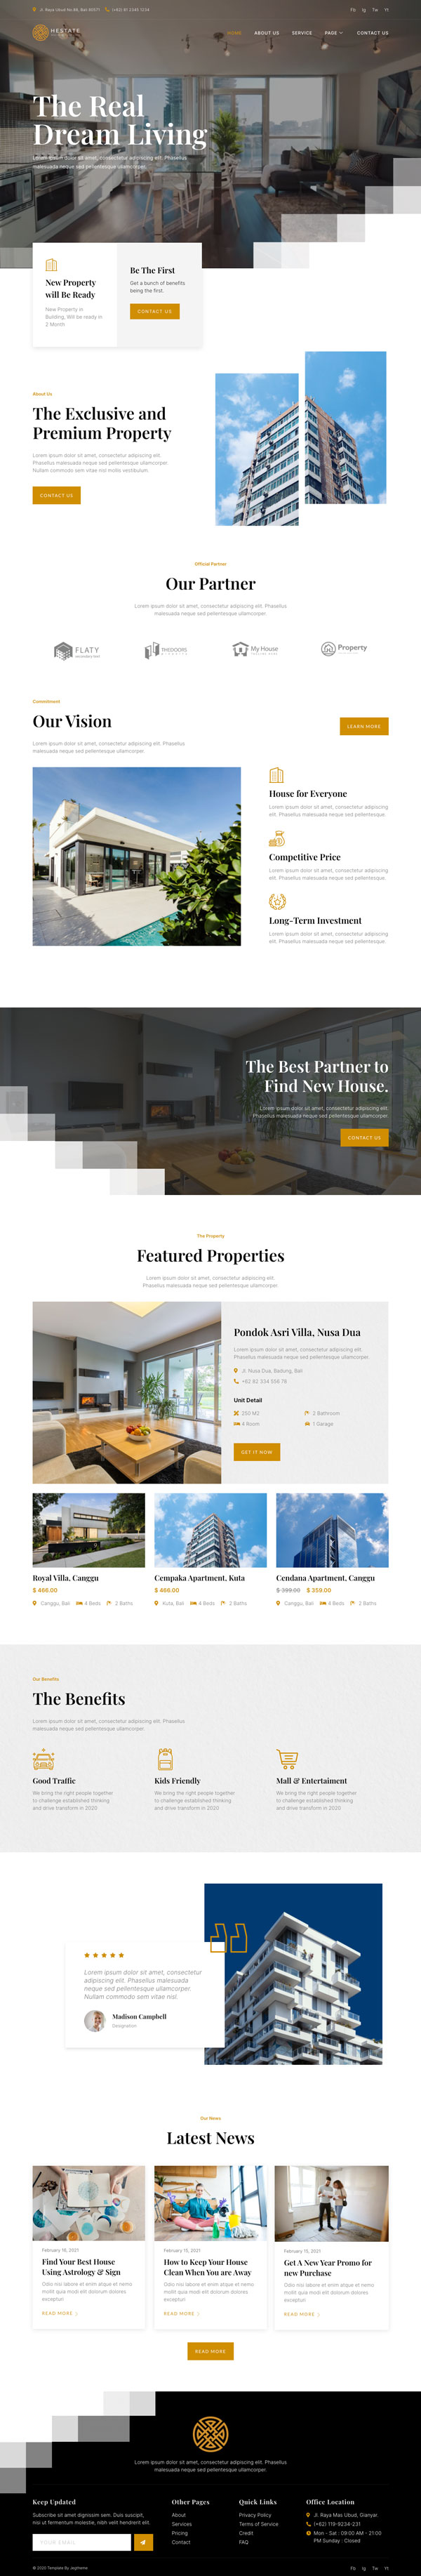 Jl. Raya Ubud No 88, Bali 80571 (+62) 81 2345 1234
Fb Ig Tw Yt
HESTATE
HOME ABOUT US SERVICE PAGE CONTACT US
The Real
Dream Living
Lorem ipsum dolor sit amet, consectetur adipiscing elit. Phasellus
malesuada neque sed pellentesque ullamcorper.
New Property
will Be Ready
New Property in
Building, Will be ready in
2 Month
Be The First
Get a bunch of benefits
being the first.
CONTACT US
About Us
The Exclusive and
Premium Property
Lorem ipsum dolor sit amet, consectetur adipiscing elit.
Phasellus malesuada neque sed pellentesque ullamcorper.
Nullam commodo sem vitae nisl mollis vestibulum.
CONTACT US
Official Partner
Our Partner
Lorem ipsum dolor sit amet, consectetur adipiscing elit. Phasellus
malesuada neque sed pellentesque ullamcorper.
FLATY
THEDOORS
My House
Property
Commitment
Our Vision
Lorem ipsum dolor sit amet, consectetur adipiscing elit. Phasellus
malesuada neque sed pellentesque ullamcorper.
LEARN MORE
House for Everyone
Lorem ipsum dolor sit amet, consectetur adipiscing
elit. Phasellus malesuada neque sed pellentesque.
Competitive Price
Lorem ipsum dolor sit amet, consectetur adipiscing
elit. Phasellus malesuada neque sed pellentesque.
Long-Term Investment
Lorem ipsum dolor sit amet, consectetur adipiscing
elit. Phasellus malesuada neque sed pellentesque.
The Best Partner to
Find New House.
Lorem ipsum dolor sit amet, consectetur adipiscing elit.
Phasellus malesuada neque sed pellentesque ullamcorper.
CONTACT US
The Property
Featured Properties
Lorem ipsum dolor sit amet, consectetur adipiscing elit.
Phasellus malesuada neque sed pellentesque ullamcorper.
Pondok Asri Villa, Nusa Dua
Lorem ipsum dolor sit amet, consectetur adipiscing elit.
Phasellus malesuada neque sed pellentesque ullamcorper.
Jl. Nusa Dua, Badung, Bali
+62 82 334 558 78
Unit Detail
250 M2 2 Bathroom
4 Room 1 Garage
GET IT NOW
Royal Villa, Canggu
$ 466.00
Canggu, Bali 4 Beds 2 Baths
Cempaka Apartment, Kuta
$ 466.00
Kuta, Bali 4 Beds 2 Baths
Cendana Apartment, Canggu
$ 399.00 $ 359.00
Canggu, Bali 4 Beds 2 Baths
Our Benefits
The Benefits
Lorem ipsum dolor sit amet, consectetur adipiscing elit. Phasellus
malesuada neque sed pellentesque ullamcorper.
Good Traffic
We bring the right people together
to challenge established thinking
and drive transform in 2020
Kids Friendly
We bring the right people together
to challenge established thinking
and drive transform in 2020
Mall & Entertaiment
We bring the right people together
to challenge established thinking
and drive transform in 2020
Lorem ipsum dolor sit amet, consectetur
adipiscing elit. Phasellus malesuada
neque sed pellentesque ullamcorper.
Nullam commodo sem vitae nisl.
Madison Campbell
Designation
Our News
Latest News
February 16, 2021
Find Your Best House
Using Astrology & Sign
Odio nisi labore et enim atque et nemo
mollit quia modi elit dolorum dolores
excepturi
READ MORE
February 15, 2021
How to Keep Your House
Clean When You are Away
Odio nisi labore et enim atque et nemo
mollit quia modi elit dolorum dolores
excepturi
READ MORE
February 15, 2021
Get A New Year Promo for
new Purchase
Odio nisi labore et enim atque et nemo
mollit quia modi elit dolorum dolores
excepturi
READ MORE
READ MORE
Lorem ipsum dolor sit amet, consectetur adipiscing elit. Phasellus
malesuada neque sed pellentesque ullamcorper.
Keep Updated
Subscribe sit amet dignissim sem. Duis suscipit,
nisi ut fermentum molestie, nibh velit hendrerit elit.
YOUR EMAIL
Other Pages
About
Services
Pricing
Contact
Quick Links
Privacy Policy
Terms of Service
Credit
FAQ
Office Location
Jl. Raya Mas Ubud, Gianyar.
(+62) 119-9234-231
Mon - Sat : 09:00 AM - 21:00
PM Sunday : Closed
© 2020 Template By Jegtheme
Fb Ig Tw Yt